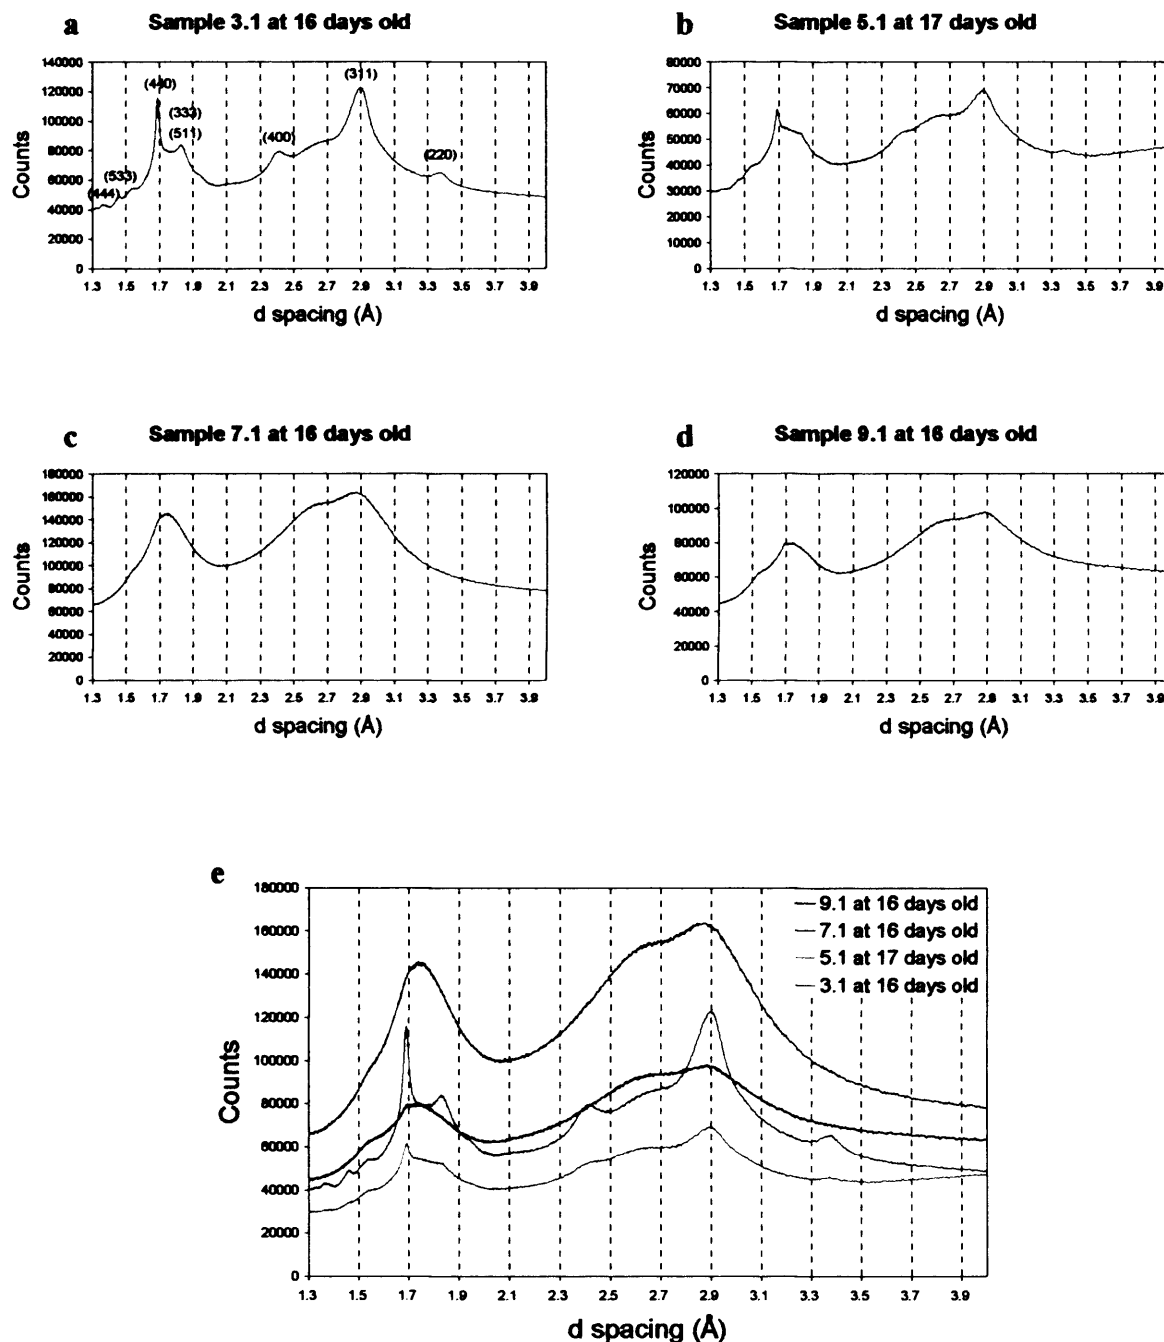 a Sample 3.1 at 16 days old
140000
120000
100000
80000
60000
40000
20000
0
Counts
(440)
(333)
(511)
(533)
(444)
(400)
(311)
(220)
1.3 1.5 1.7 1.9 2.1 2.3 2.5 2.7 2.9 3.1 3.3 3.5 3.7 3.9
d spacing (Å)
b Sample 5.1 at 17 days old
80000
70000
60000
50000
40000
30000
20000
10000
0
Counts
1.3 1.5 1.7 1.9 2.1 2.3 2.5 2.7 2.9 3.1 3.3 3.5 3.7 3.9
d spacing (Å)
c Sample 7.1 at 16 days old
180000
160000
140000
120000
100000
80000
60000
40000
20000
0
Counts
1.3 1.5 1.7 1.9 2.1 2.3 2.5 2.7 2.9 3.1 3.3 3.5 3.7 3.9
d spacing (Å)
d Sample 9.1 at 16 days old
120000
100000
80000
60000
40000
20000
0
Counts
1.3 1.5 1.7 1.9 2.1 2.3 2.5 2.7 2.9 3.1 3.3 3.5 3.7 3.9
d spacing (Å)
e
180000
160000
140000
120000
100000
80000
60000
40000
20000
0
Counts
9.1 at 16 days old
7.1 at 16 days old
5.1 at 17 days old
3.1 at 16 days old
1.3 1.5 1.7 1.9 2.1 2.3 2.5 2.7 2.9 3.1 3.3 3.5 3.7 3.9
d spacing (Å)